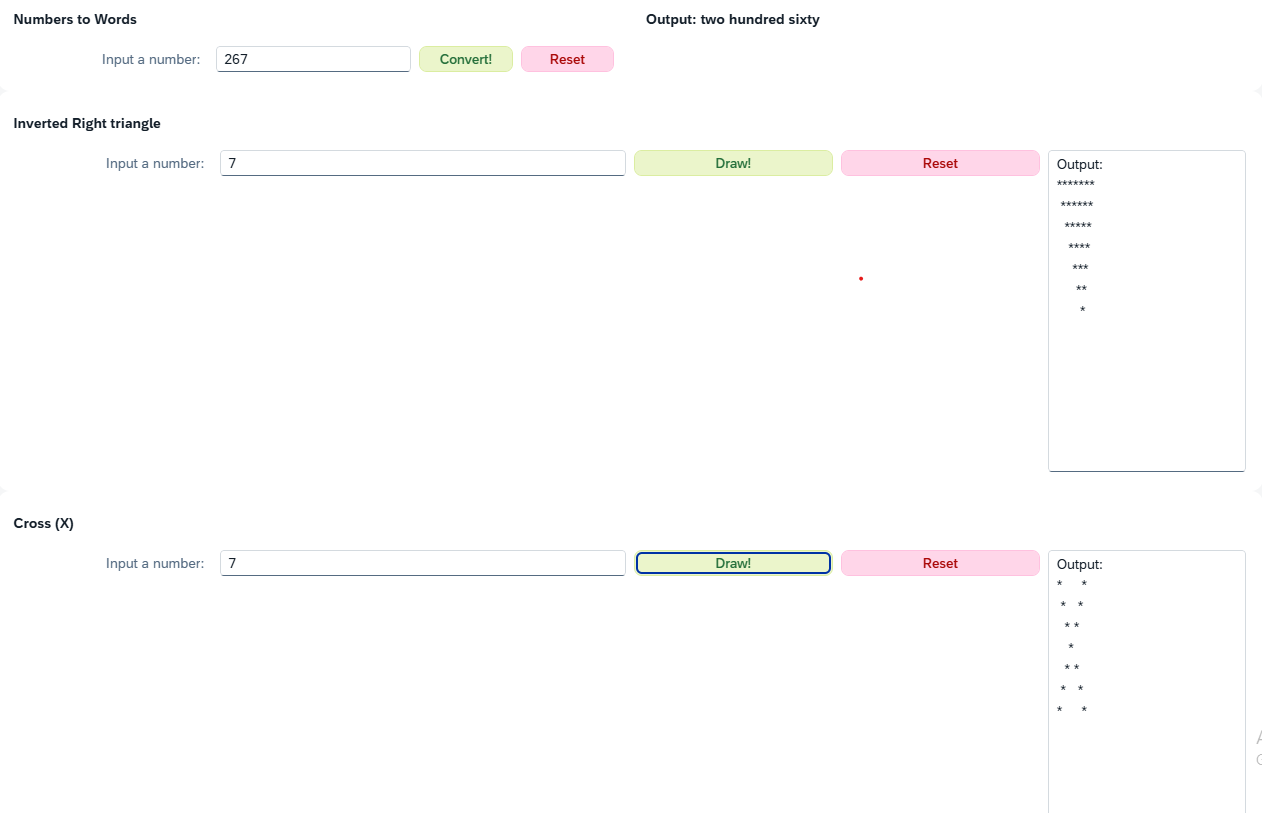 Numbers to Words
Output: two hundred sixty
Input a number: 267 Convert! Reset
Inverted Right triangle
Input a number: 7 Draw! Reset
Output:
*******
 ******
  *****
   ****
    ***
     **
      *
Cross (X)
Input a number: 7 Draw! Reset
Output:
*     *
 *   *
  * *
   *
  * *
 *   *
*     *